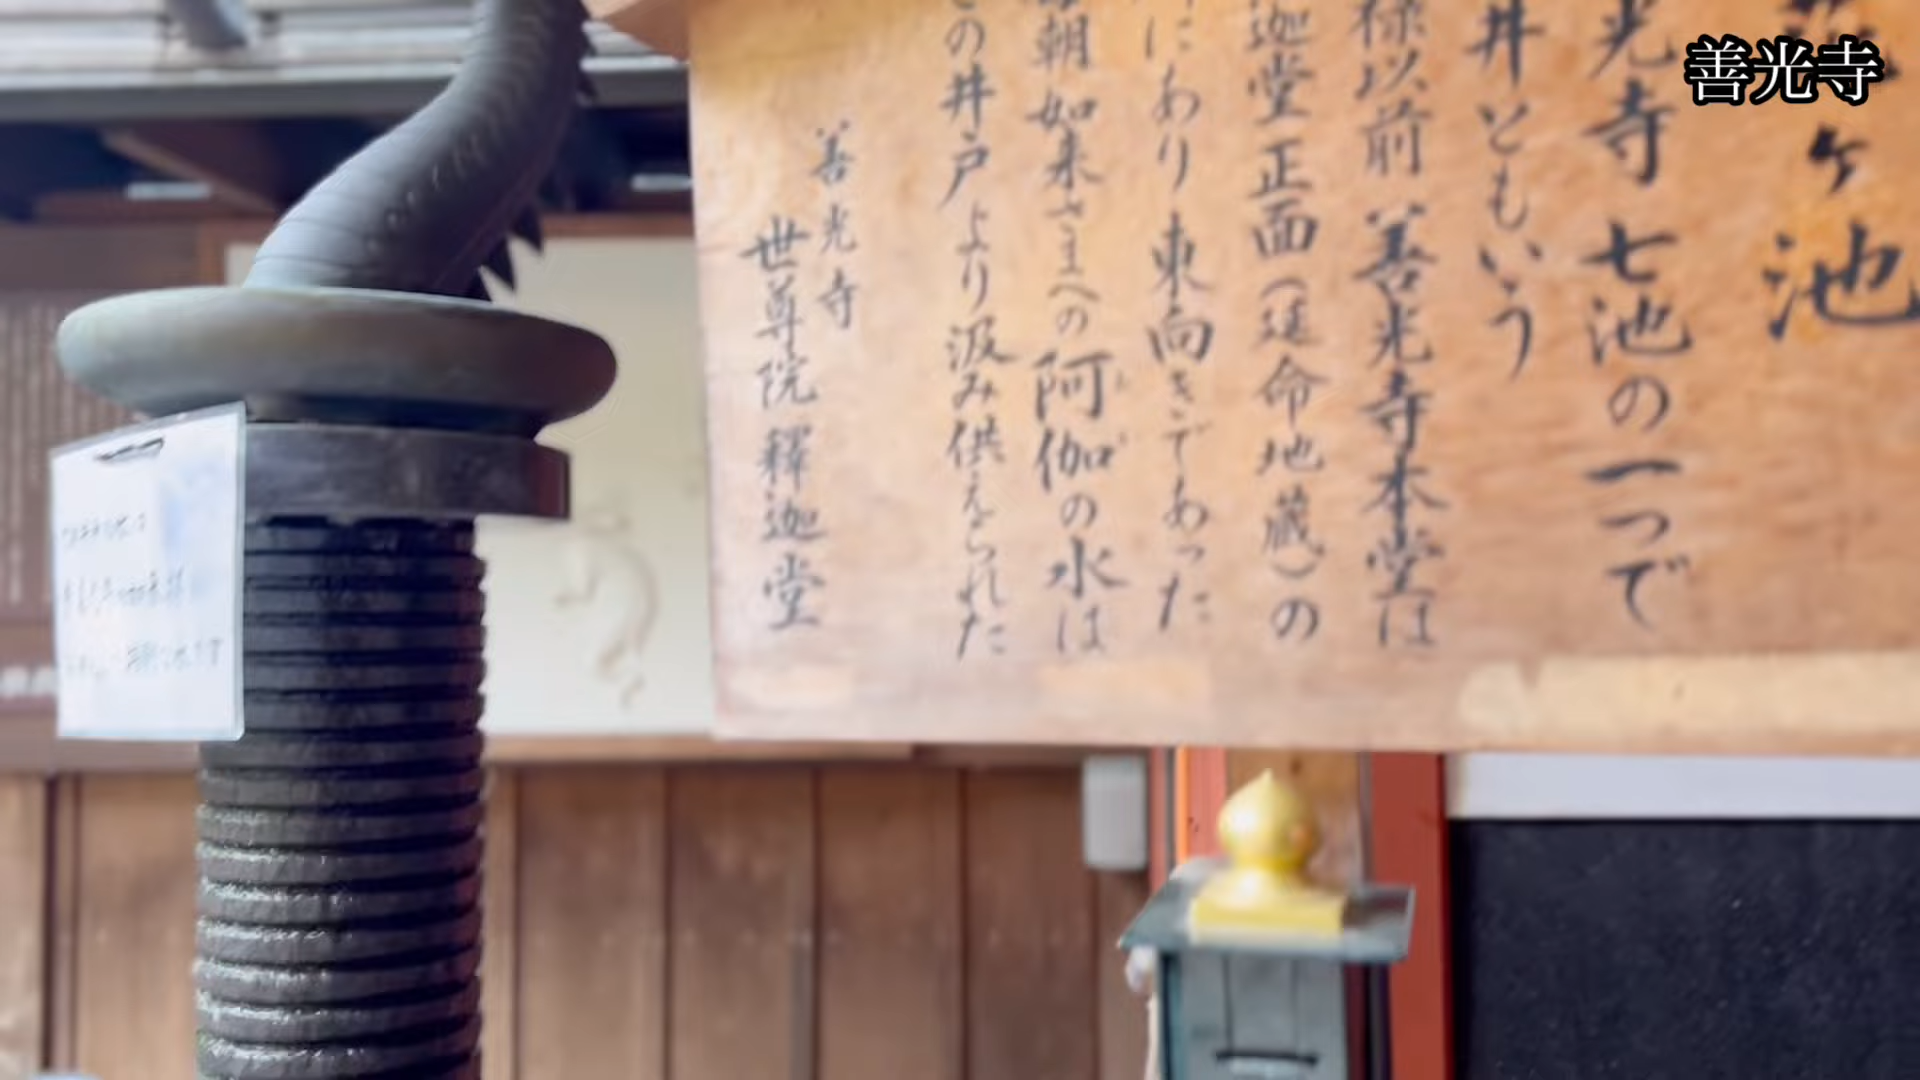 善光寺
ヶ池
光寺七池の一つで
井ともいう
禄以前善光寺本堂は
迦堂正面(延命地蔵)の
にあり東向きであった
毎朝如来さまへの阿伽の水は
この井戸より汲み供えられた
善光寺
世尊院釋迦堂